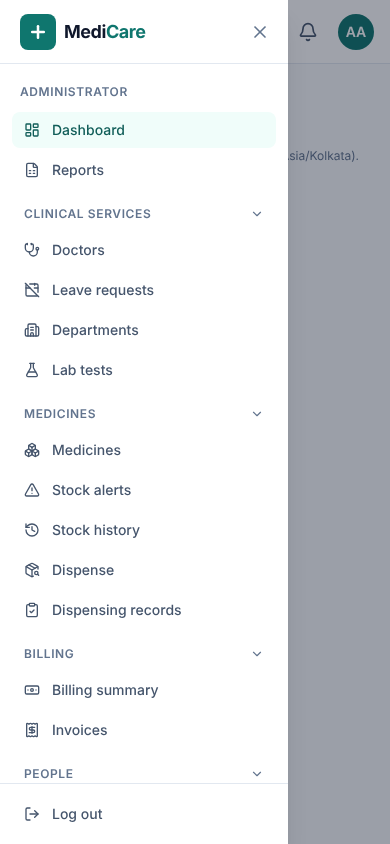 MediCare
AA
ADMINISTRATOR
Dashboard
Reports
sia/Kolkata).
CLINICAL SERVICES
Doctors
Leave requests
Departments
Lab tests
MEDICINES
Medicines
Stock alerts
Stock history
Dispense
Dispensing records
BILLING
Billing summary
Invoices
PEOPLE
Log out